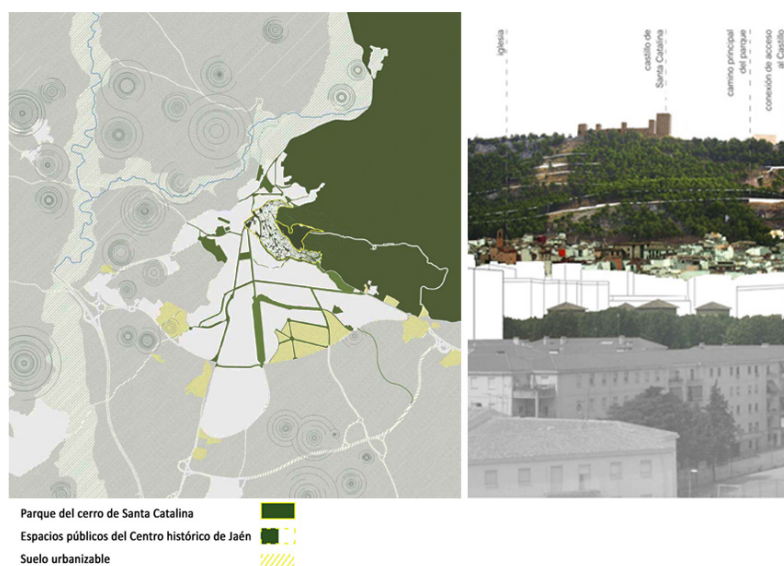 iglesia
castillo de
Santa Catalina
camino principal
del parque
conexión de acceso
al Castillo
Parque del cerro de Santa Catalina
Espacios públicos del Centro histórico de Jaén
Suelo urbanizable